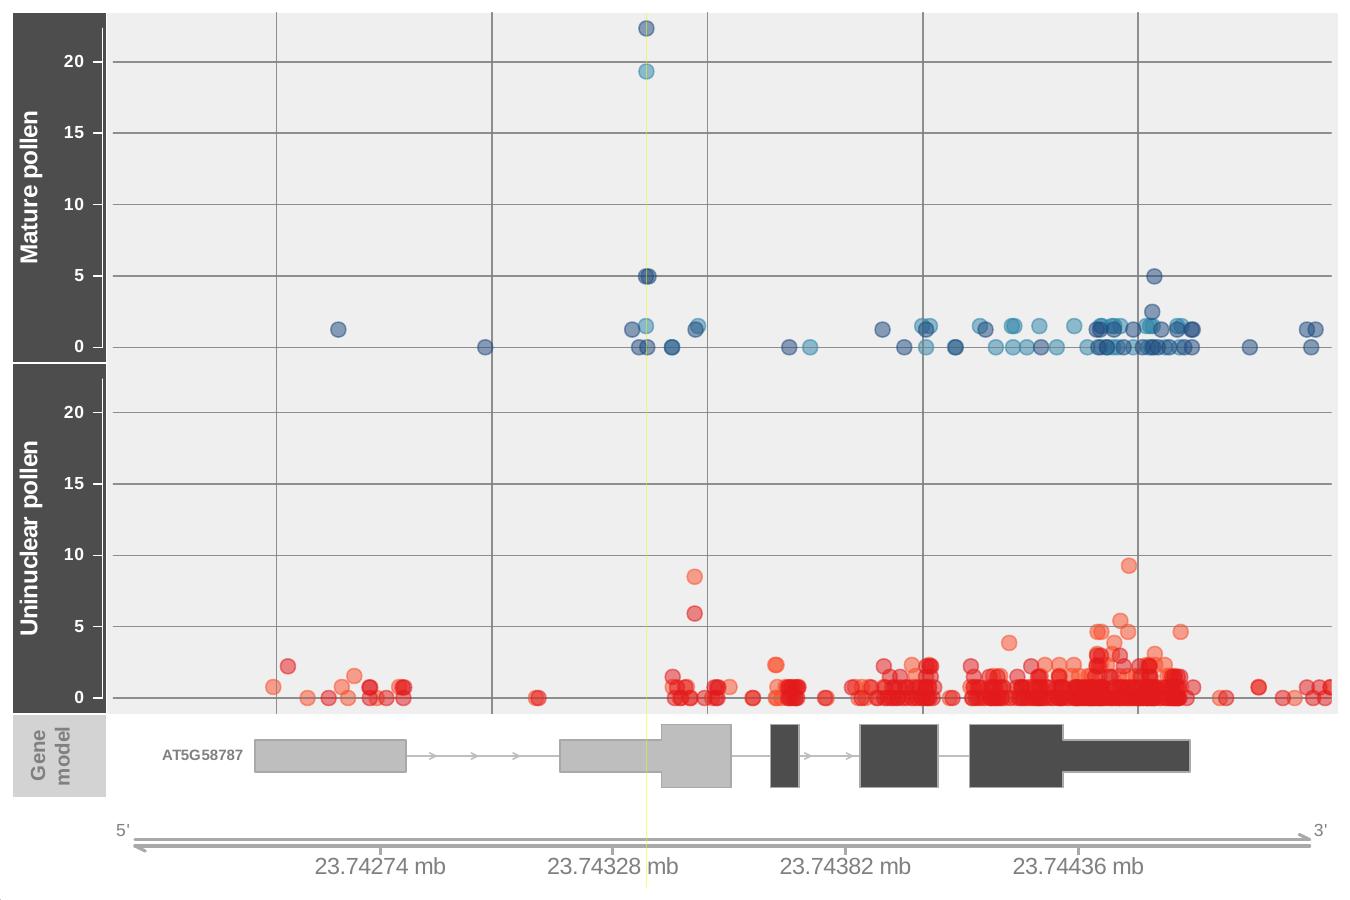 Mature pollen
20
15
10
5
0
Uninuclear pollen
20
15
10
5
0
Gene
model
AT5G58787
5'
3'
23.74274 mb
23.74328 mb
23.74382 mb
23.74436 mb